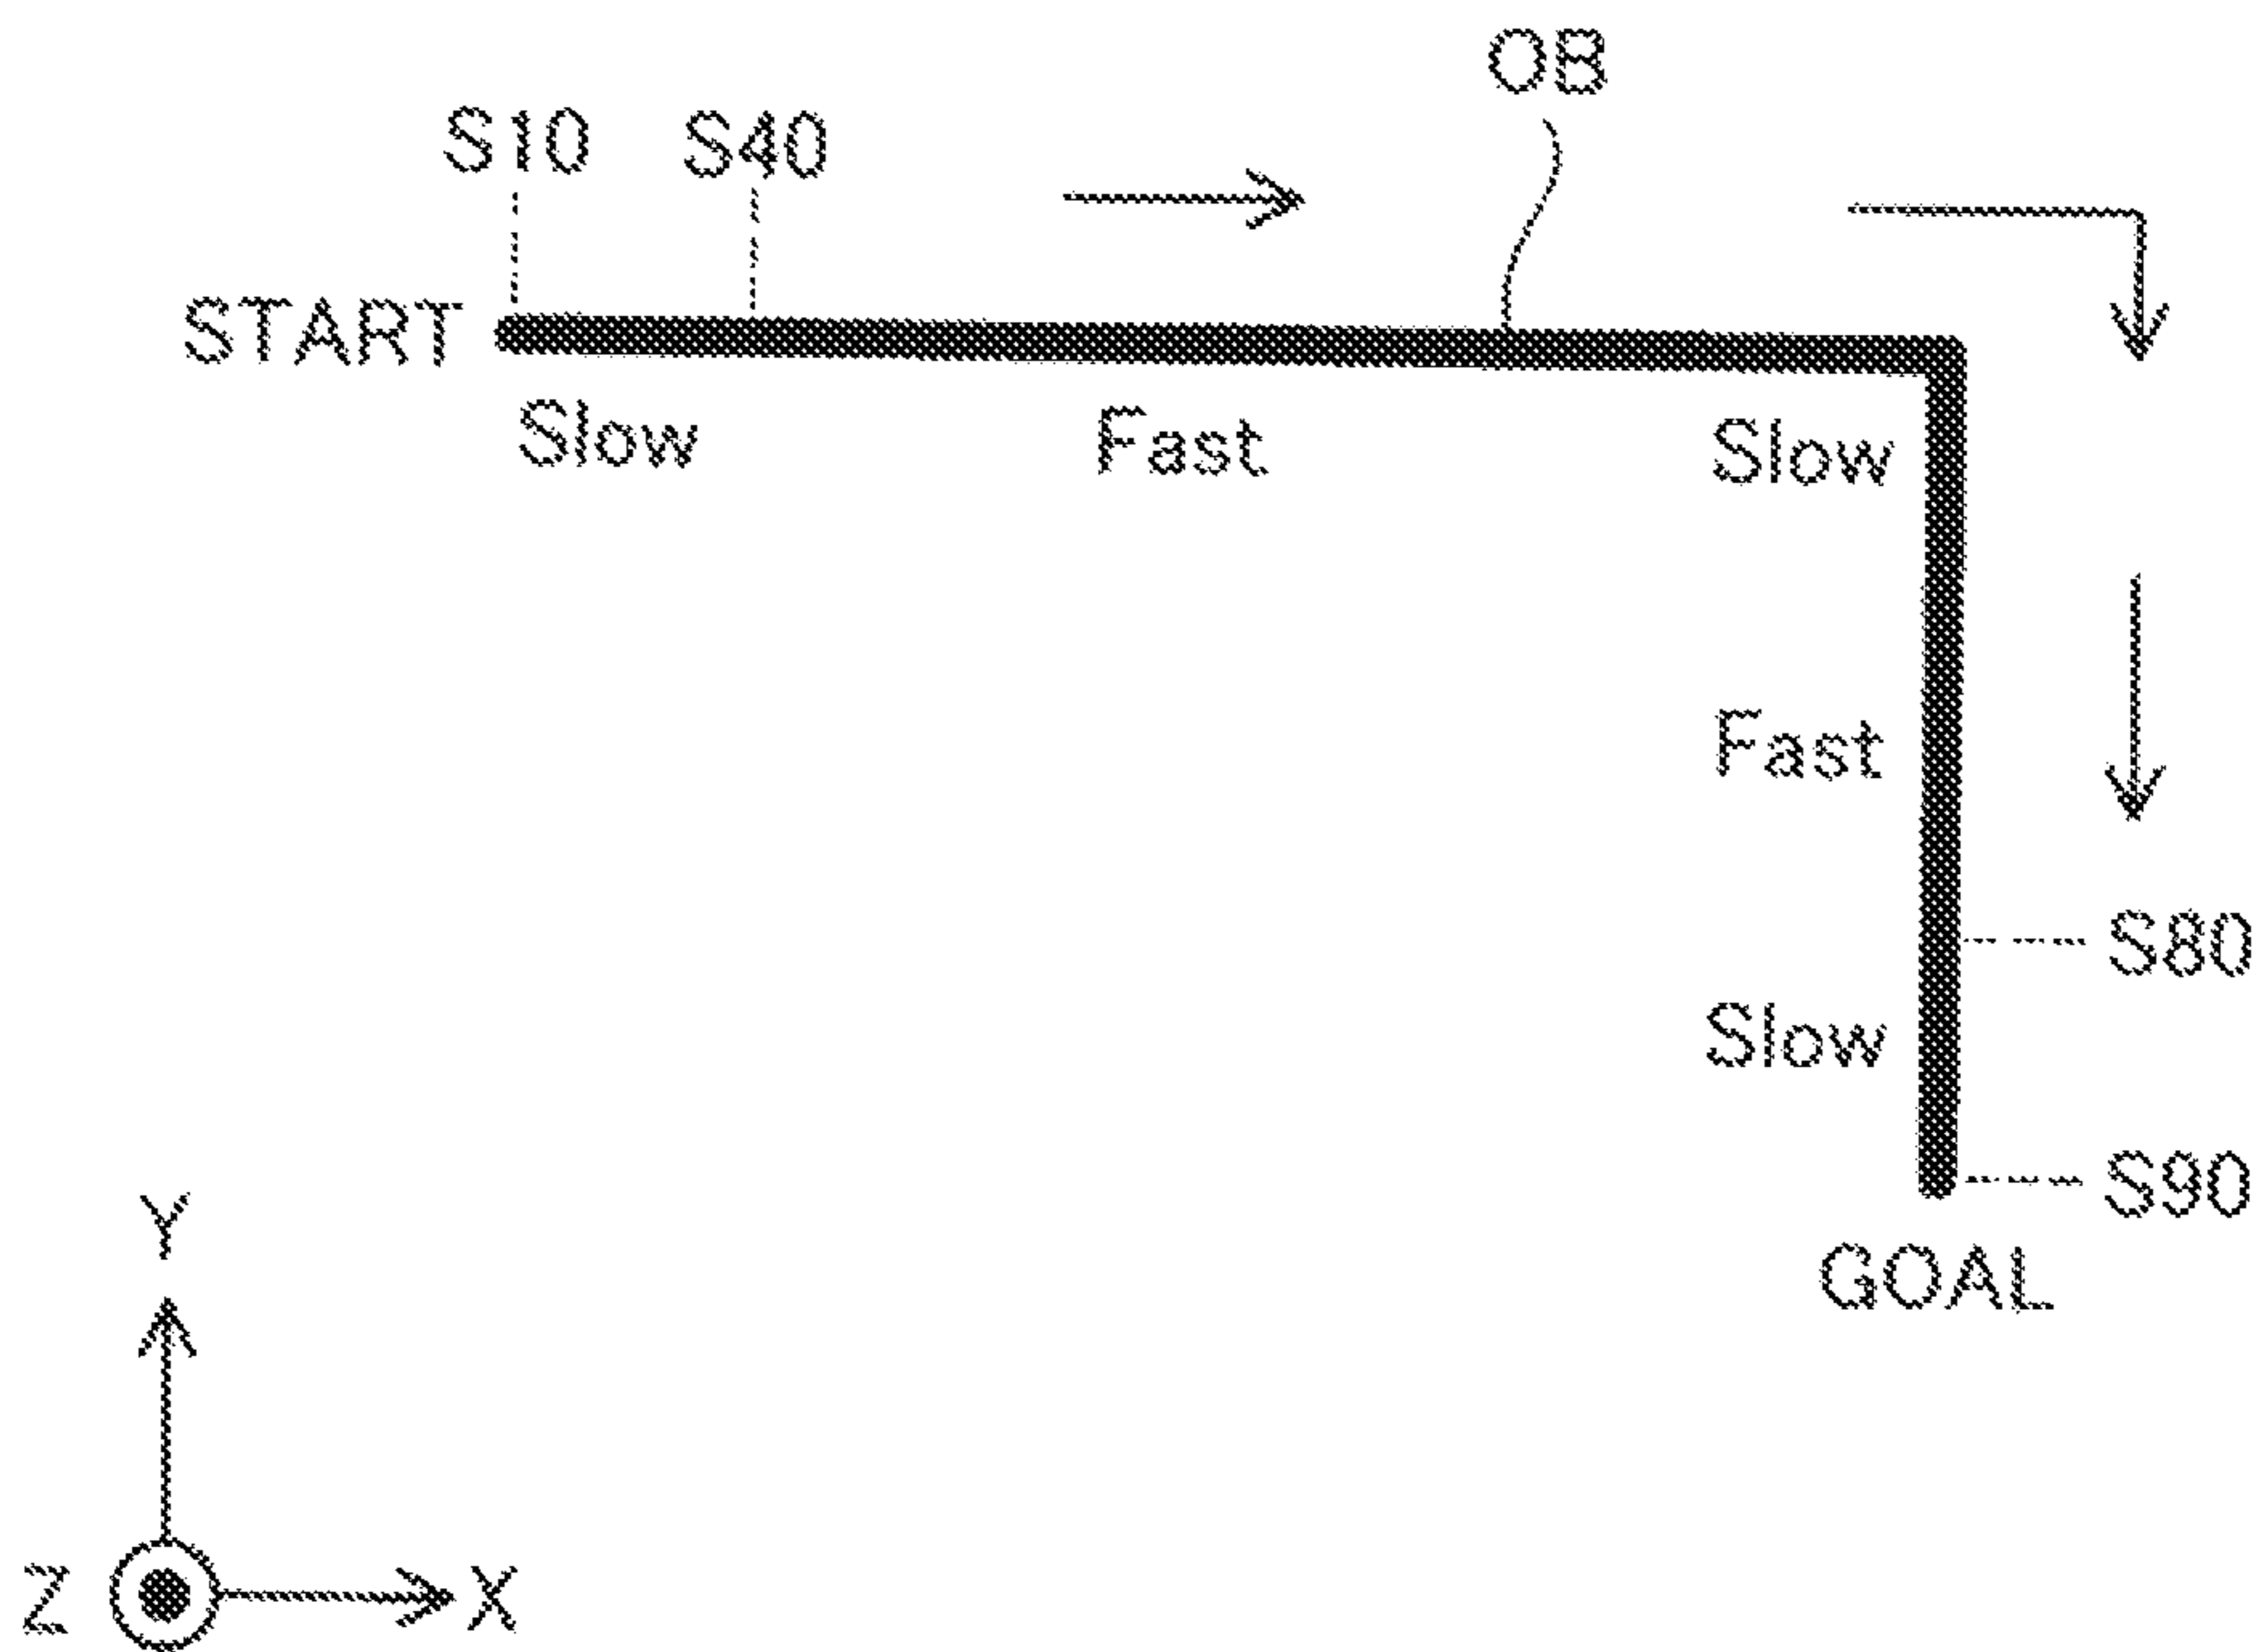 OB
S10 S40
START
Slow Fast Slow
Fast
S80
Slow
S90
GOAL
Y
Z X